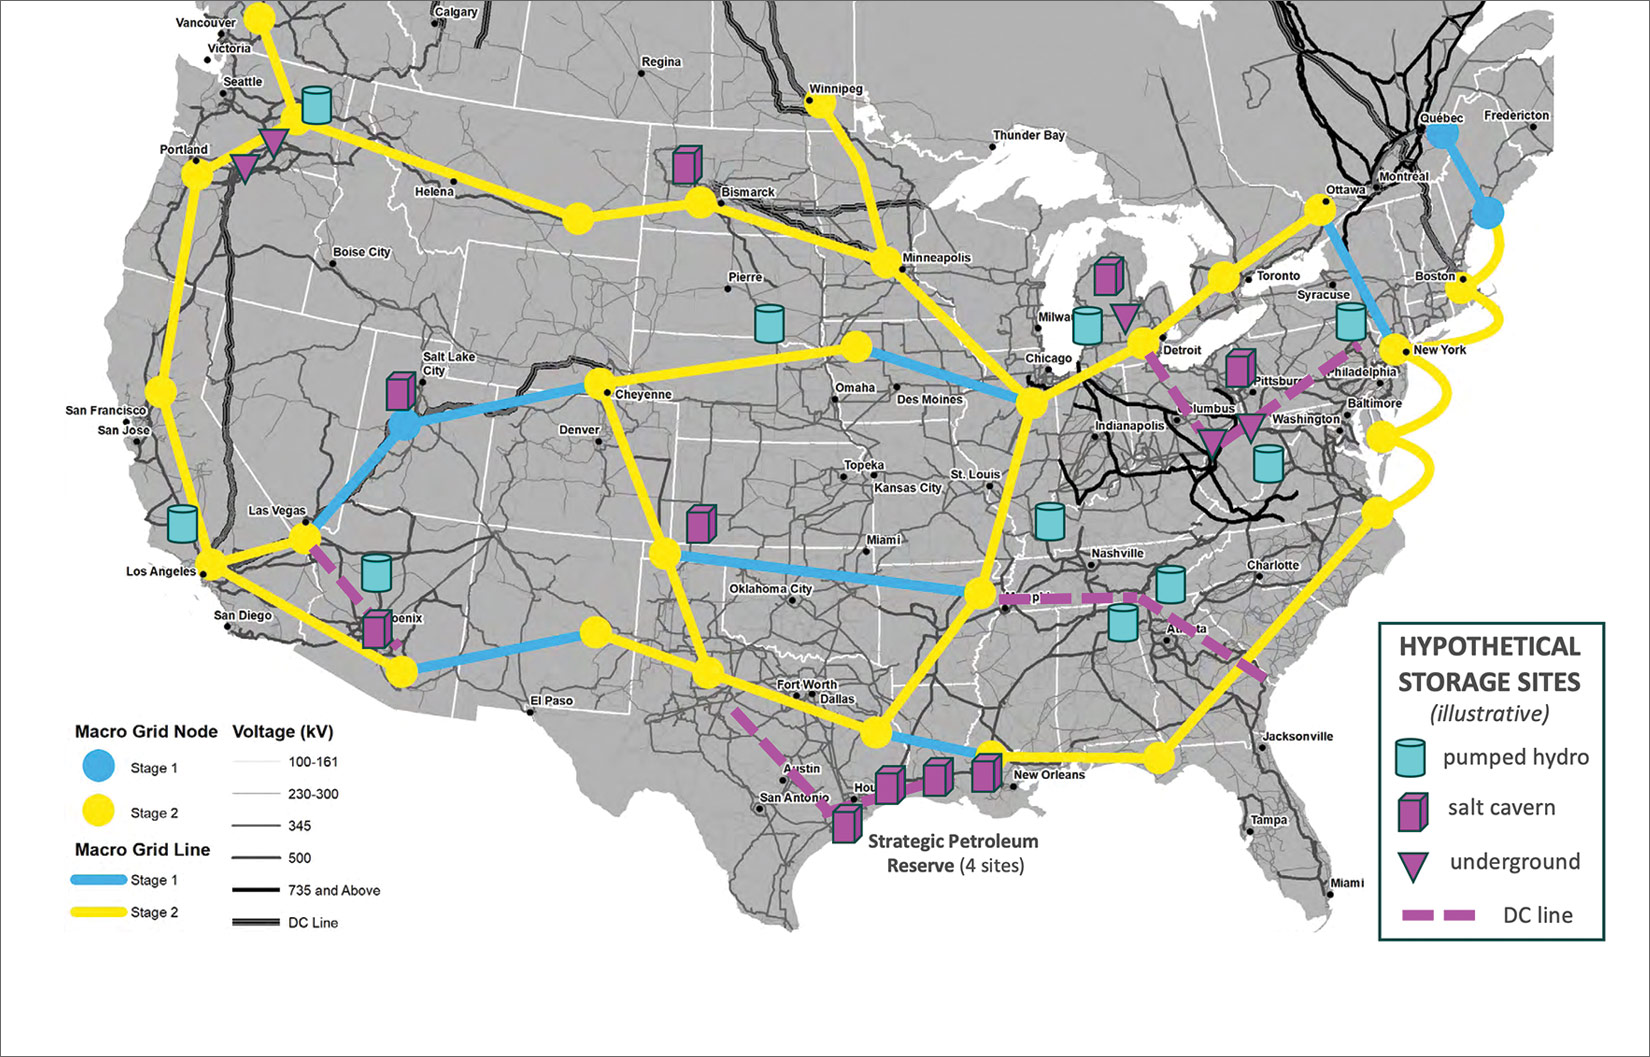 Calgary
Vancouver
Victoria
Regina
Seattle
Winnipeg
Québec
Fredericton
Thunder Bay
Portland
Montréal
Helena
Bismarck
Ottawa
Boise City
Minneapolis
Pierre
Toronto
Boston
Syracuse
Milwa
Salt Lake
City
Chicago
Detroit
New York
Philadelphia
Cheyenne
Omaha
Des Moines
Pittsburg
San Francisco
San Jose
Denver
Indianapolis
lumbus
Washington
Baltimore
Topeka
Kansas City
St. Louis
Las Vegas
Miami
Nashville
Los Angeles
Oklahoma City
Charlotte
San Diego
oenix
Memph
Atlanta
HYPOTHETICAL
STORAGE SITES
(illustrative)
pumped hydro
salt cavern
underground
DC line
El Paso
Fort Worth
Dallas
Jacksonville
Austin
San Antonio
Hou
New Orleans
Strategic Petroleum
Reserve (4 sites)
Tampa
Miami
Macro Grid Node
Stage 1
Stage 2
Macro Grid Line
Stage 1
Stage 2
Voltage (kV)
100-161
230-300
345
500
735 and Above
DC Line